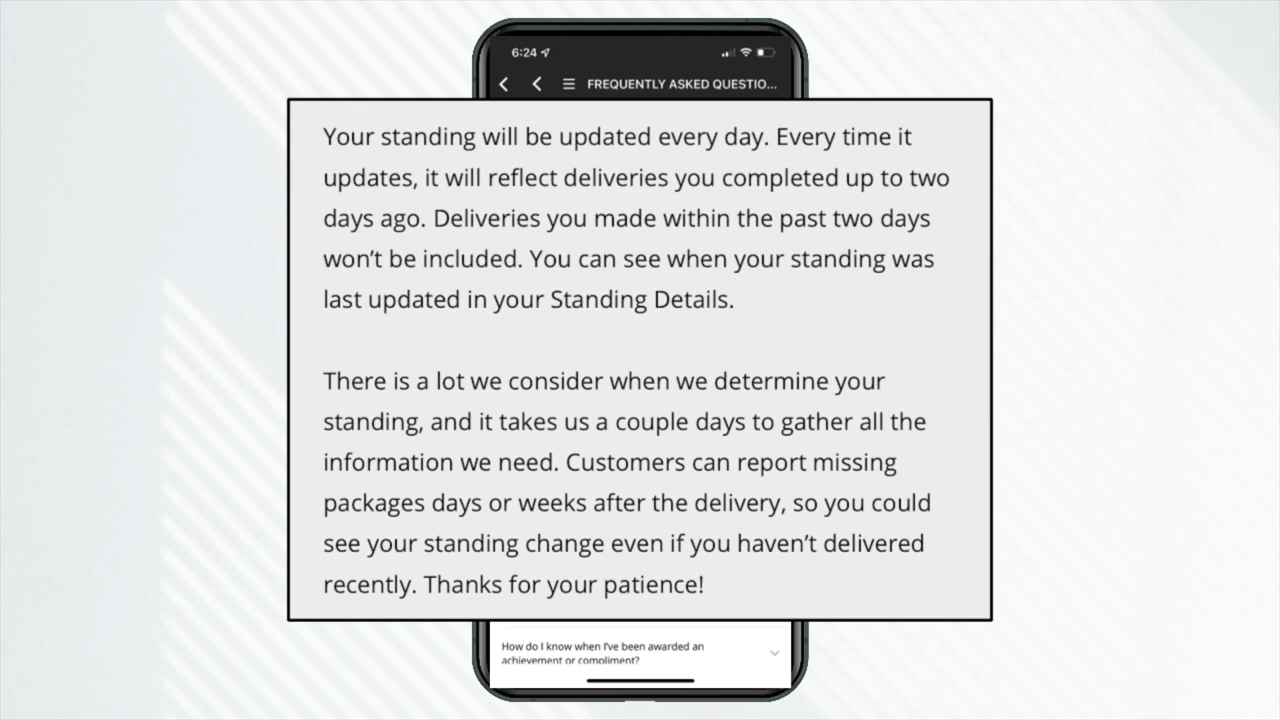 6:24
FREQUENTLY ASKED QUESTIO...
Your standing will be updated every day. Every time it
updates, it will reflect deliveries you completed up to two
days ago. Deliveries you made within the past two days
won’t be included. You can see when your standing was
last updated in your Standing Details.
There is a lot we consider when we determine your
standing, and it takes us a couple days to gather all the
information we need. Customers can report missing
packages days or weeks after the delivery, so you could
see your standing change even if you haven’t delivered
recently. Thanks for your patience!
How do I know when I’ve been awarded an
achievement or compliment?